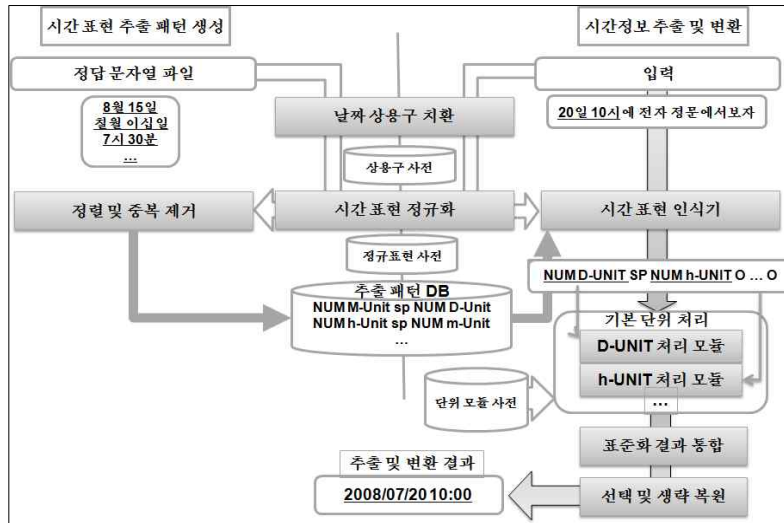 시간 표현 추출 패턴 생성
시간정보 추출 및 변환
정답 문자열 파일
입력
8월 15일
칠월 이십일
7시 30분
...
날짜 상용구 치환
20일 10시에 전자 정문에서보자
상용구 사전
정렬 및 중복 제거
시간 표현 정규화
시간 표현 인식기
정규표현 사전
NUM D-UNIT SP NUM h-UNIT O ... O
추출 패턴 DB
NUM M-Unit sp NUM D-Unit
NUM h-Unit sp NUM m-Unit
...
기본 단위 처리
D-UNIT 처리 모듈
h-UNIT 처리 모듈
...
단위 모듈 사전
표준화 결과 통합
추출 및 변환 결과
2008/07/20 10:00
선택 및 생략 복원